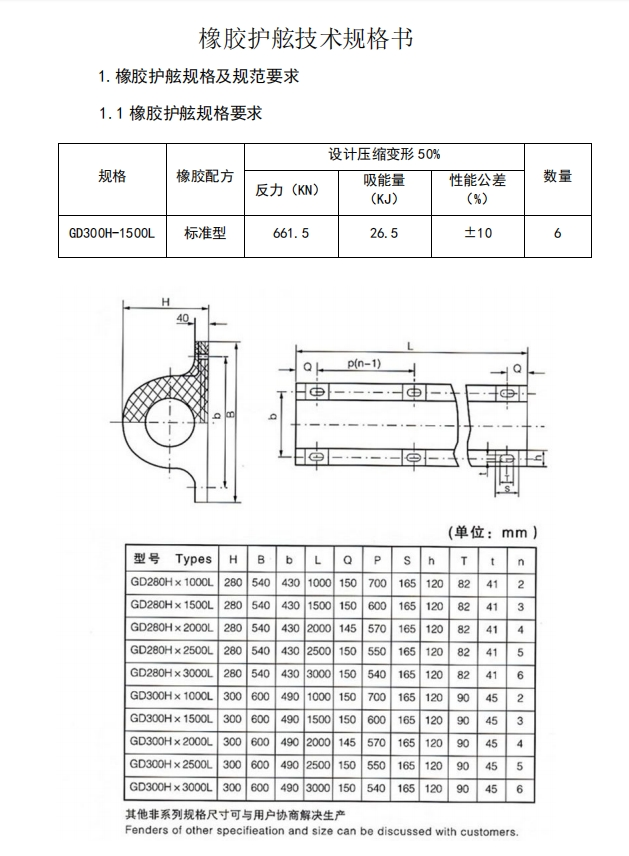 橡胶护舷技术规格书
1.橡胶护舷规格及规范要求
1.1 橡胶护舷规格要求
规格 橡胶配方 设计压缩变形 50% 数量
反力（KN） 吸能量（KJ） 性能公差（%）
GD300H-1500L 标准型 661.5 26.5 ±10 6
H
40
b
B
L
Q p(n-1) Q
b
t
T
S
h
(单位：mm)
型号 Types H B b L Q P S h T t n
GD280H×1000L 280 540 430 1000 150 700 165 120 82 41 2
GD280H×1500L 280 540 430 1500 150 600 165 120 82 41 3
GD280H×2000L 280 540 430 2000 145 570 165 120 82 41 4
GD280H×2500L 280 540 430 2500 150 550 165 120 82 41 5
GD280H×3000L 280 540 430 3000 150 540 165 120 82 41 6
GD300H×1000L 300 600 490 1000 150 700 165 120 90 45 2
GD300H×1500L 300 600 490 1500 150 600 165 120 90 45 3
GD300H×2000L 300 600 490 2000 145 570 165 120 90 45 4
GD300H×2500L 300 600 490 2500 150 550 165 120 90 45 5
GD300H×3000L 300 600 490 3000 150 540 165 120 90 45 6
其他非系列规格尺寸可与用户协商解决生产
Fenders of other specifieation and size can be discussed with customers.